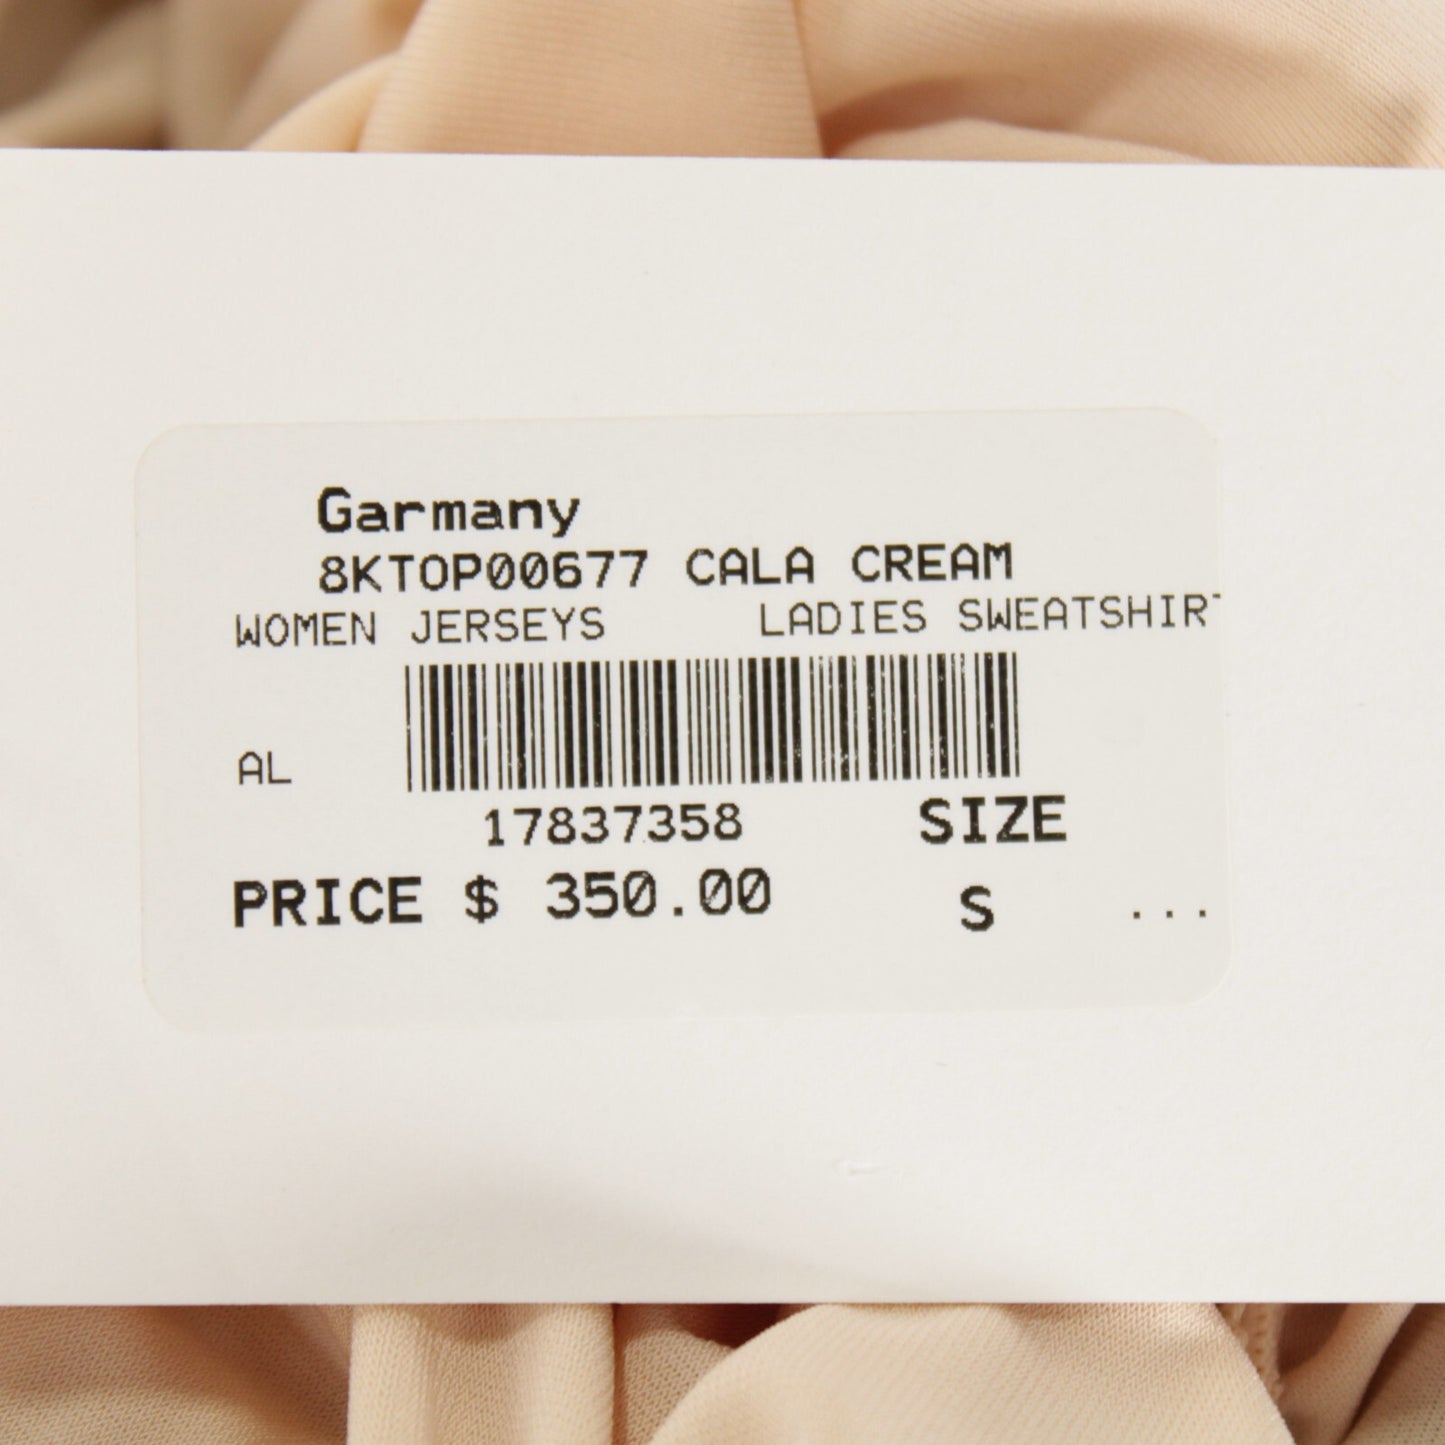 Garmany
8KTOP00677 CALA CREAM
WOMEN JERSEYS LADIES SWEATSHIRT
AL
17837358 SIZE
PRICE $ 350.00 S ...